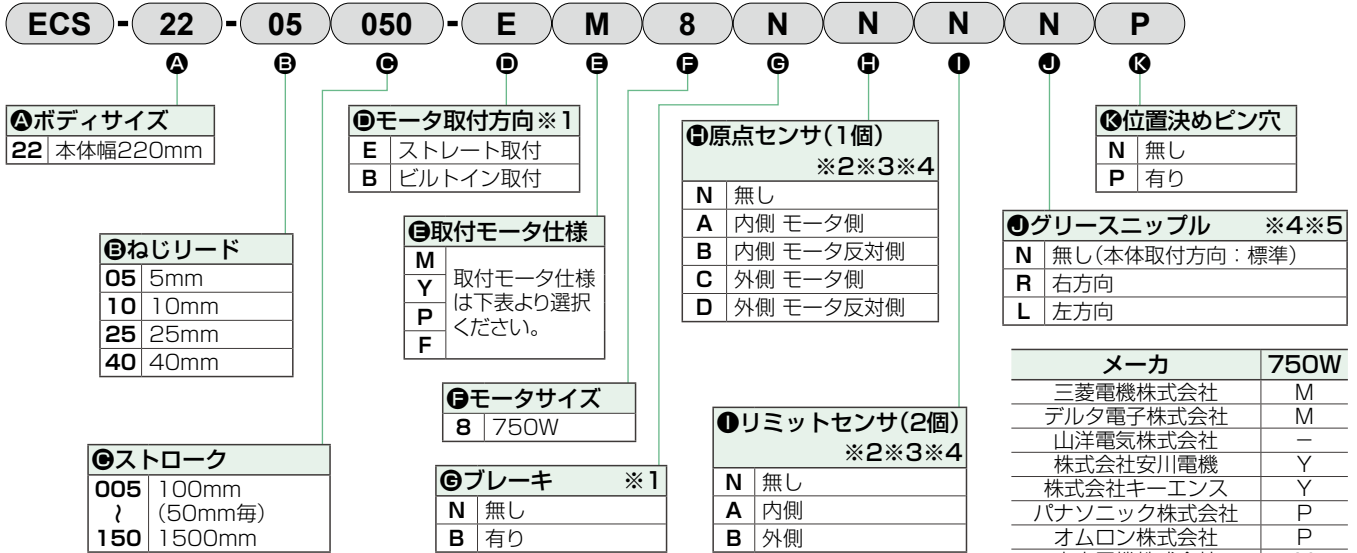 ECS - 22 - 05 050 - E M 8 N N N N P
A B C D E F G H I J K
Aボディサイズ
22 本体幅220mm
Bねじリード
05 5mm
10 10mm
25 25mm
40 40mm
Cストローク
005 100mm
〜 (50mm毎)
150 1500mm
Dモータ取付方向※1
E ストレート取付
B ビルトイン取付
E取付モータ仕様
M
Y
P
F
取付モータ仕様
は下表より選択
ください。
Fモータサイズ
8 750W
Gブレーキ ※1
N 無し
B 有り
H原点センサ(1個)
※2※3※4
N 無し
A 内側 モータ側
B 内側 モータ反対側
C 外側 モータ側
D 外側 モータ反対側
Iリミットセンサ(2個)
※2※3※4
N 無し
A 内側
B 外側
K位置決めピン穴
N 無し
P 有り
Jグリースニップル ※4※5
N 無し(本体取付方向：標準)
R 右方向
L 左方向
メーカ 750W
三菱電機株式会社 M
デルタ電子株式会社 M
山洋電気株式会社 －
株式会社安川電機 Y
株式会社キーエンス Y
パナソニック株式会社 P
オムロン株式会社 P